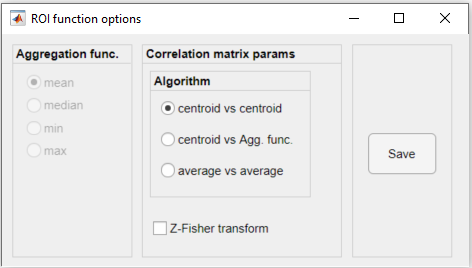 ROI function options
Aggregation func.
mean
median
min
max
Correlation matrix params
Algorithm
centroid vs centroid
centroid vs Agg. func.
average vs average
Z-Fisher transform
Save